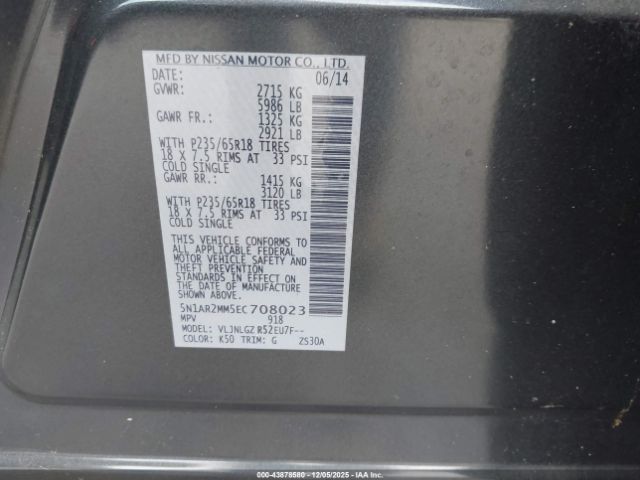 MFD BY NISSAN MOTOR CO., LTD.
DATE: 06/14
GVWR: 2715 KG
5986 LB
GAWR FR.: 1325 KG
2921 LB
WITH P235/65R18 TIRES
18 X 7.5 RIMS AT 33 PSI
COLD SINGLE
GAWR RR.: 1415 KG
3120 LB
WITH P235/65R18 TIRES
18 X 7.5 RIMS AT 33 PSI
COLD SINGLE
THIS VEHICLE CONFORMS TO
ALL APPLICABLE FEDERAL
MOTOR VEHICLE SAFETY AND
THEFT PREVENTION
STANDARDS IN EFFECT ON
THE DATE OF MANUFACTURE
SHOWN ABOVE.
5N1AR2MM5EC708023
MPV 918
MODEL: VLJNLGZ R52EU7F--
COLOR: K50 TRIM: G ZS30A
© 43878580 - 12/05/2025 - IAA Inc.